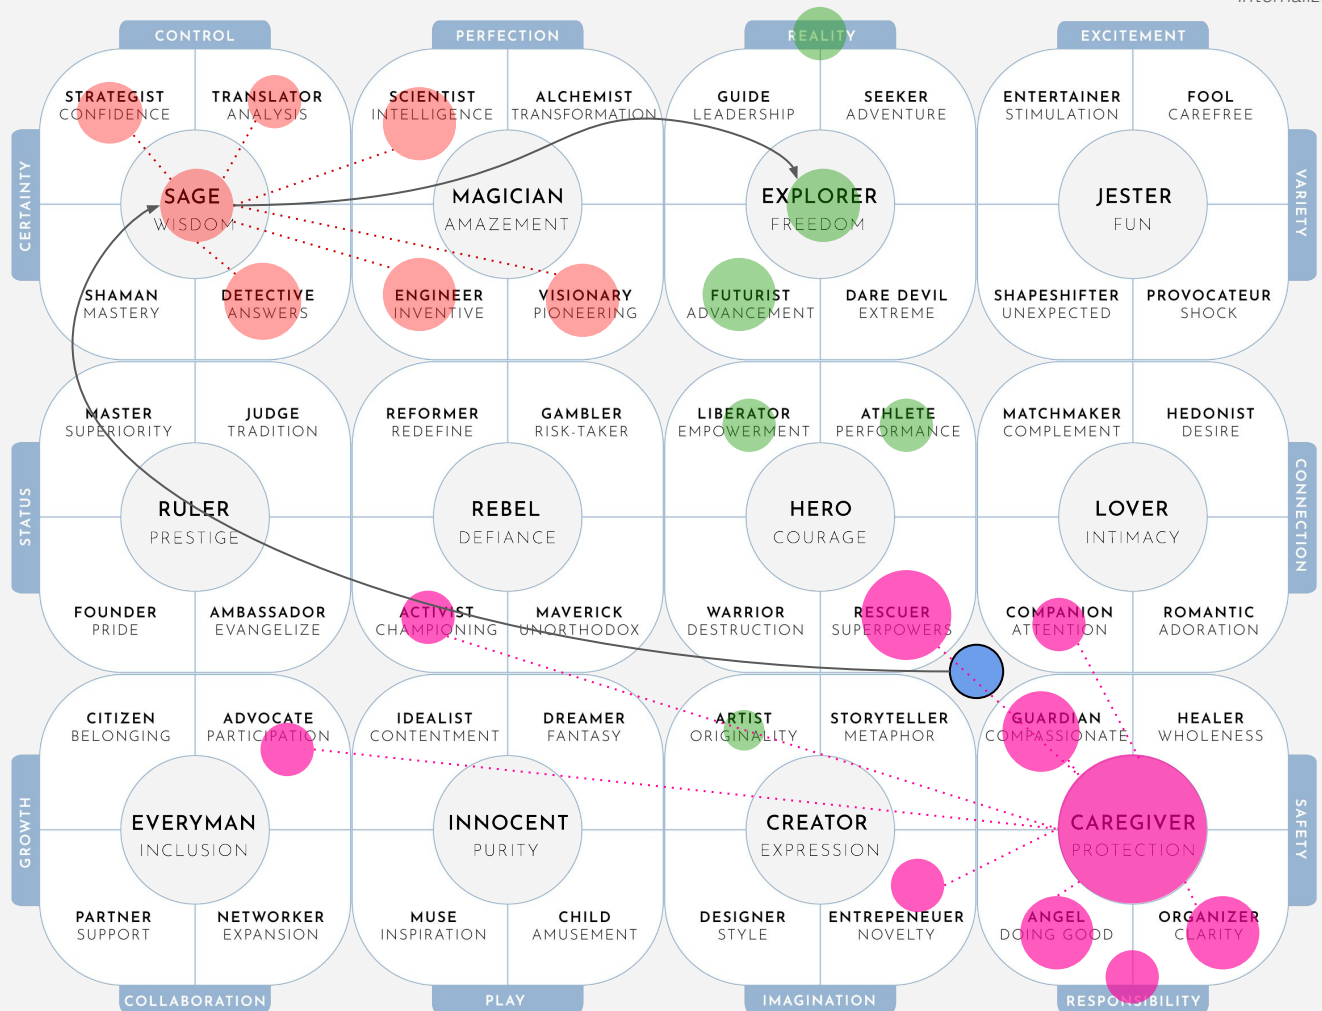 CONTROL
PERFECTION
REALITY
EXCITEMENT
STRATEGIST
CONFIDENCE
TRANSLATOR
ANALYSIS
SCIENTIST
INTELLIGENCE
ALCHEMIST
TRANSFORMATION
GUIDE
LEADERSHIP
SEEKER
ADVENTURE
ENTERTAINER
STIMULATION
FOOL
CAREFREE
CERTAINTY
SAGE
WISDOM
MAGICIAN
AMAZEMENT
EXPLORER
FREEDOM
JESTER
FUN
VARIETY
SHAMAN
MASTERY
DETECTIVE
ANSWERS
ENGINEER
INVENTIVE
VISIONARY
PIONEERING
FUTURIST
ADVANCEMENT
DARE DEVIL
EXTREME
SHAPESHIFTER
UNEXPECTED
PROVOCATEUR
SHOCK
MASTER
SUPERIORITY
JUDGE
TRADITION
REFORMER
REDEFINE
GAMBLER
RISK-TAKER
LIBERATOR
EMPOWERMENT
ATHLETE
PERFORMANCE
MATCHMAKER
COMPLEMENT
HEDONIST
DESIRE
STATUS
RULER
PRESTIGE
REBEL
DEFIANCE
HERO
COURAGE
LOVER
INTIMACY
CONNECTION
FOUNDER
PRIDE
AMBASSADOR
EVANGELIZE
ACTIVIST
CHAMPIONING
MAVERICK
UNORTHODOX
WARRIOR
DESTRUCTION
RESCUER
SUPERPOWERS
COMPANION
ATTENTION
ROMANTIC
ADORATION
CITIZEN
BELONGING
ADVOCATE
PARTICIPATION
IDEALIST
CONTENTMENT
DREAMER
FANTASY
ARTIST
ORIGINALITY
STORYTELLER
METAPHOR
GUARDIAN
COMPASSIONATE
HEALER
WHOLENESS
GROWTH
EVERYMAN
INCLUSION
INNOCENT
PURITY
CREATOR
EXPRESSION
CAREGIVER
PROTECTION
SAFETY
PARTNER
SUPPORT
NETWORKER
EXPANSION
MUSE
INSPIRATION
CHILD
AMUSEMENT
DESIGNER
STYLE
ENTREPENEUER
NOVELTY
ANGEL
DOING GOOD
ORGANIZER
CLARITY
COLLABORATION
PLAY
IMAGINATION
RESPONSIBILITY